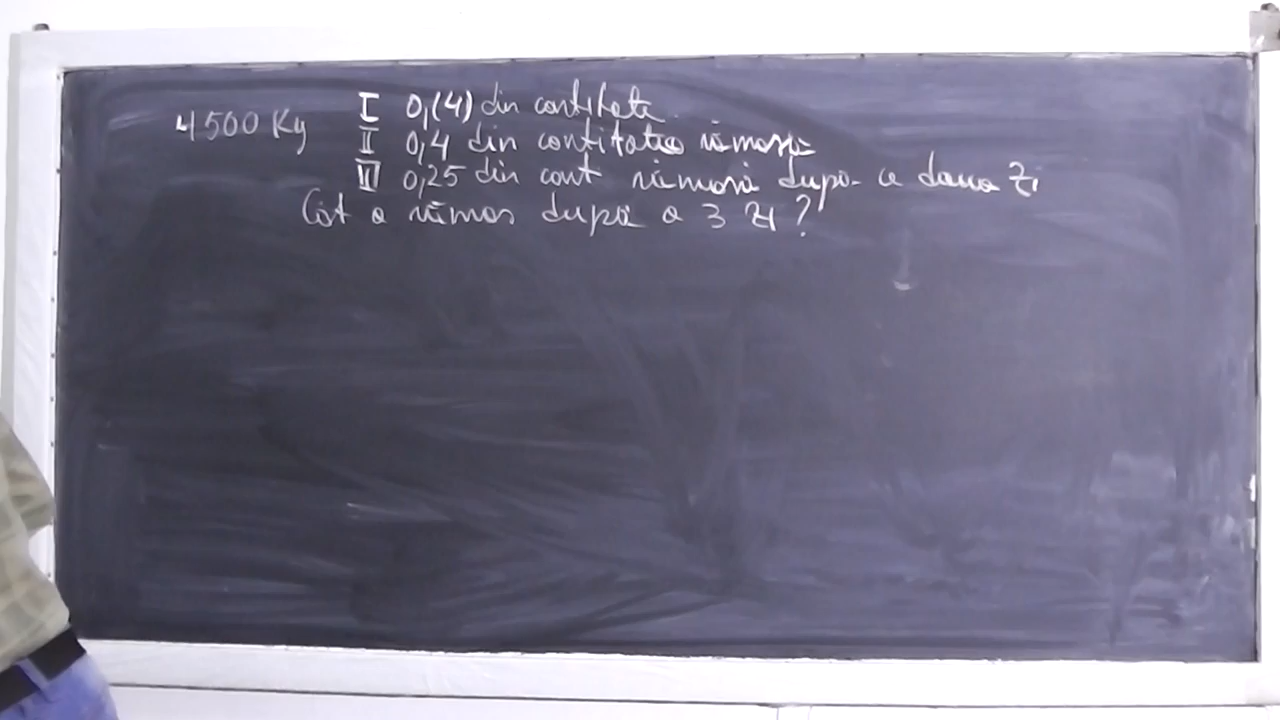 4500 Kg
I 0,(4) din cantitate
II 0,4 din cantitatea rămasă
III 0,25 din cant rămasă după a doua zi
Cât a rămas după a 3 zi?